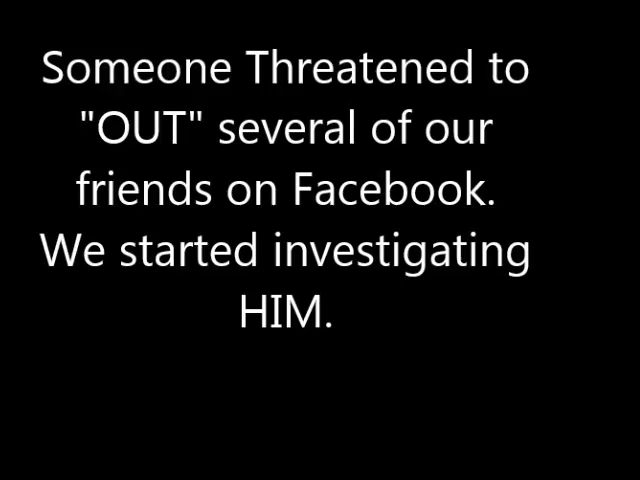 Someone Threatened to
"OUT" several of our
friends on Facebook.
We started investigating
HIM.